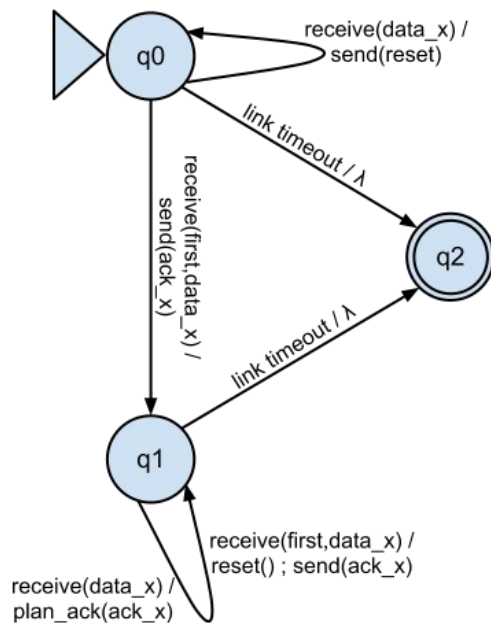 q0
receive(data_x) /
send(reset)
link timeout / λ
receive(first,data_x) /
send(ack_x)
q2
link timeout / λ
q1
receive(first,data_x) /
reset() ; send(ack_x)
receive(data_x) /
plan_ack(ack_x)